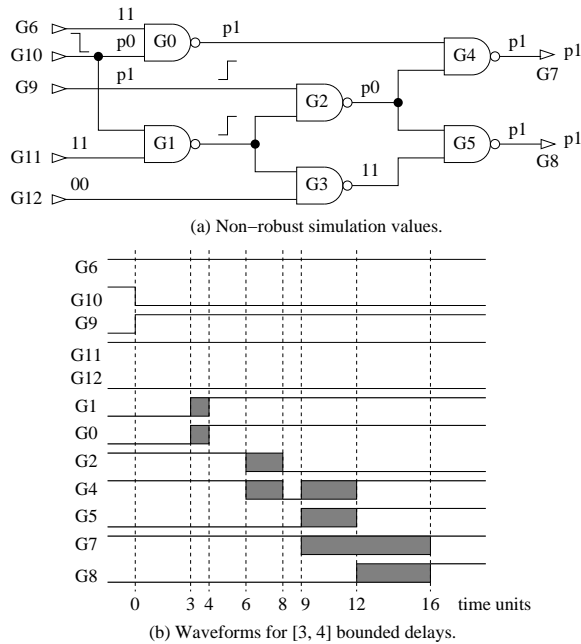 G6 11
G10 p0 G0 p1 G4 p1 p1
G7
G9 p1 G2 p0
G11 11 G1 G5 p1 p1
G8
G12 00 G3 11
(a) Non−robust simulation values.
G6
G10
G9
G11
G12
G1
G0
G2
G4
G5
G7
G8
0 3 4 6 8 9 12 16 time units
(b) Waveforms for [3, 4] bounded delays.